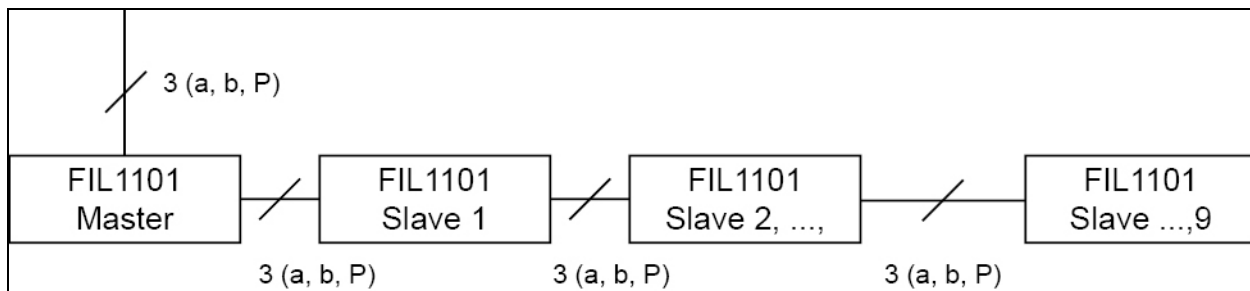 3 (a, b, P)
FIL1101
Master
FIL1101
Slave 1
FIL1101
Slave 2, ...,
FIL1101
Slave ...,9
3 (a, b, P)
3 (a, b, P)
3 (a, b, P)